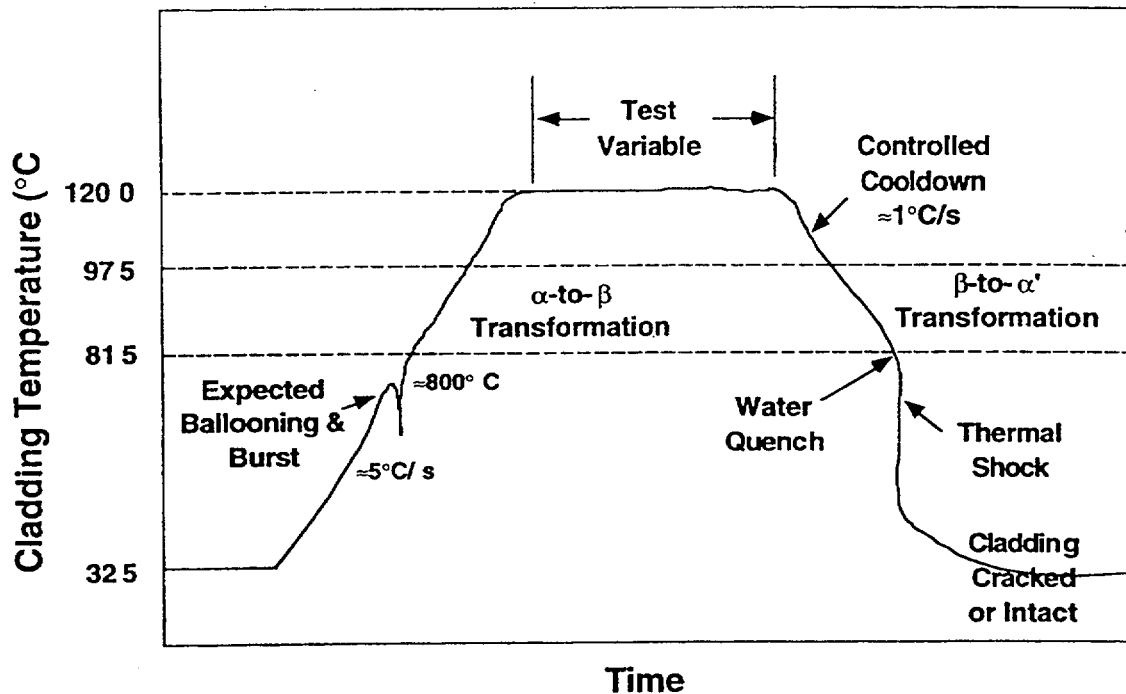 Cladding Temperature (°C
120 0
97 5
81 5
32 5
Test
Variable
Controlled
Cooldown
≈1°C/s
α-to-β
Transformation
β-to-α'
Transformation
Expected
Ballooning &
Burst
≈800° C
≈5°C/ s
Water
Quench
Thermal
Shock
Cladding
Cracked
or Intact
Time